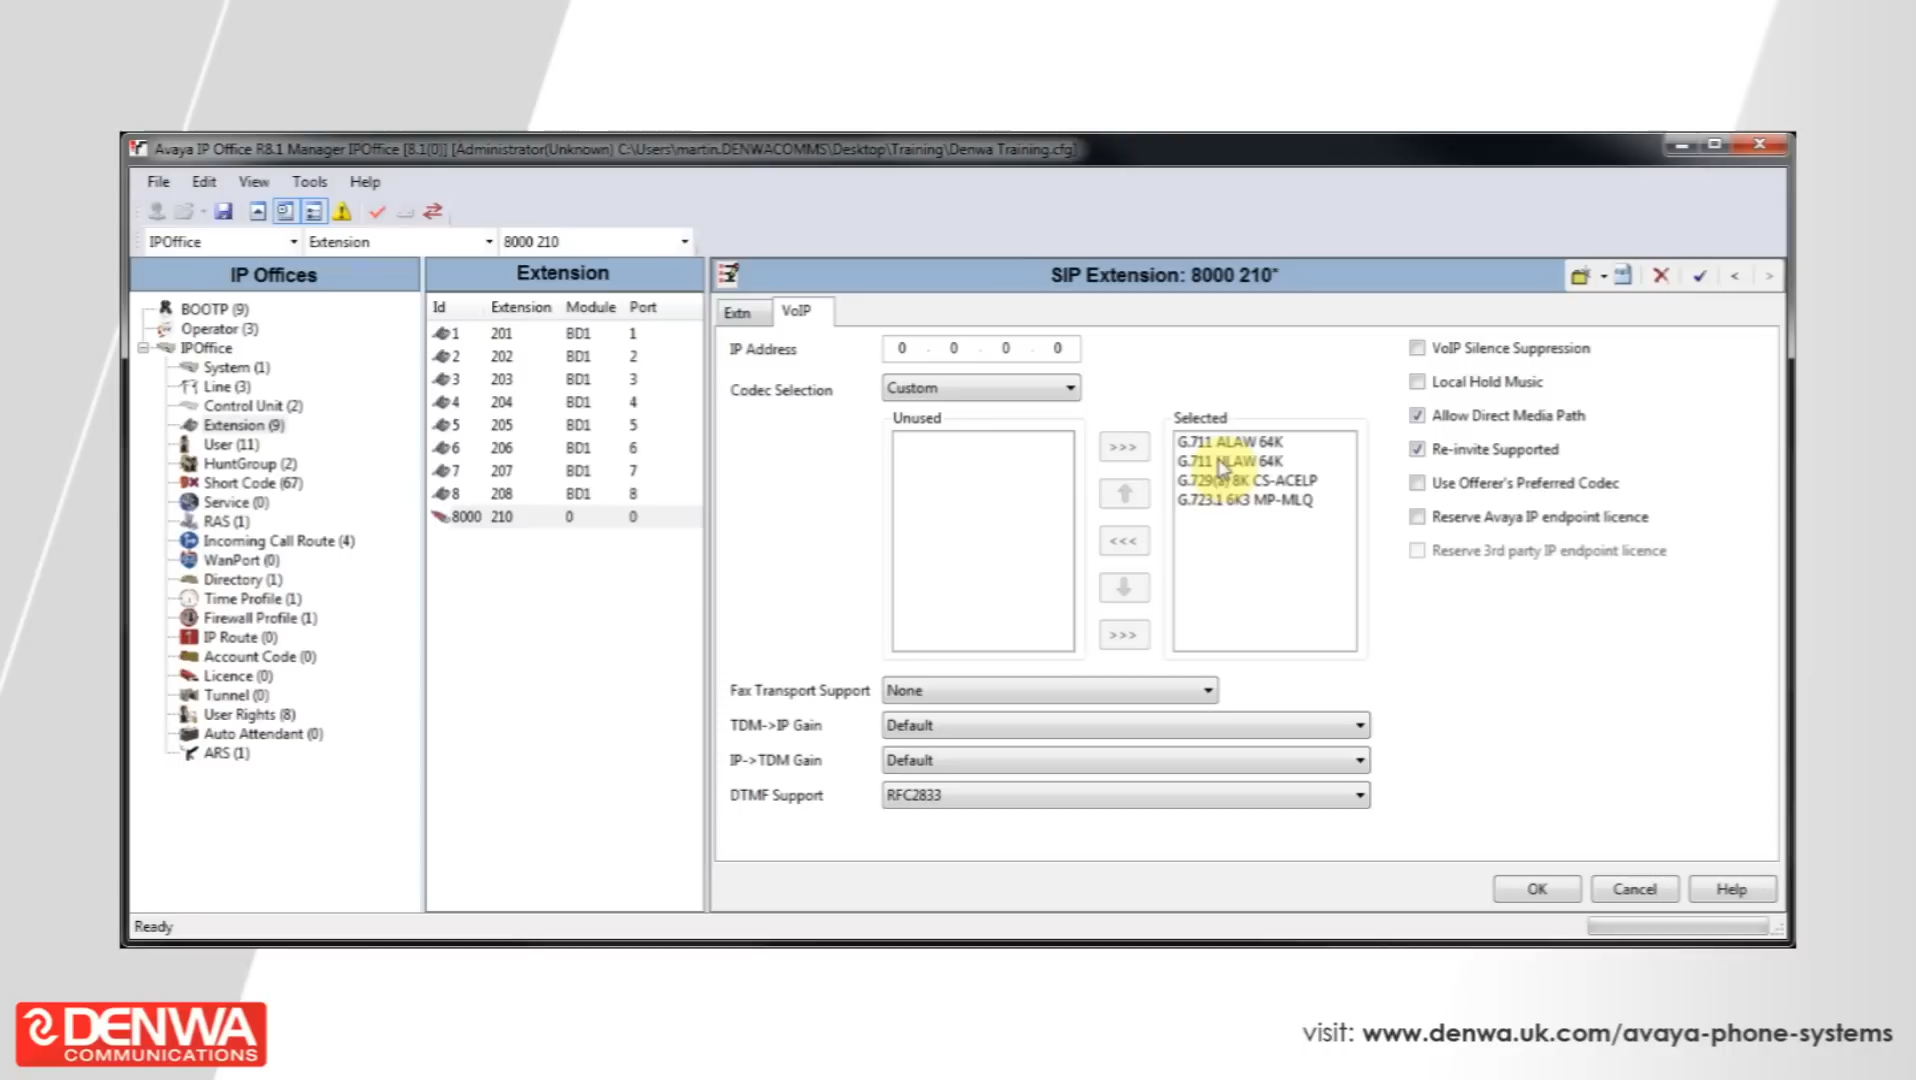 Avaya IP Office R8.1 Manager IPOffice [8.1(0)] [Administrator(Unknown) C:\Users\martin.DENWACOMMS\Desktop\Training\Denwa Training.cfg]
File Edit View Tools Help
IPOffice Extension 8000 210
IP Offices
BOOTP (9)
Operator (3)
IPOffice
System (1)
Line (3)
Control Unit (2)
Extension (9)
User (11)
HuntGroup (2)
Short Code (67)
Service (0)
RAS (1)
Incoming Call Route (4)
WanPort (0)
Directory (1)
Time Profile (1)
Firewall Profile (1)
IP Route (0)
Account Code (0)
Licence (0)
Tunnel (0)
User Rights (8)
Auto Attendant (0)
ARS (1)
Extension
Id Extension Module Port
1 201 BD1 1
2 202 BD1 2
3 203 BD1 3
4 204 BD1 4
5 205 BD1 5
6 206 BD1 6
7 207 BD1 7
8 208 BD1 8
8000 210 0 0
SIP Extension: 8000 210*
< >
Extn VoIP
IP Address 0 . 0 . 0 . 0
Codec Selection Custom
Unused
>>>
<<<
>>>
Selected
G.711 ALAW 64K
G.711 64K
G.729(a) 8K CS-ACELP
G.723.1 6K3 MP-MLQ
Fax Transport Support None
TDM->IP Gain Default
IP->TDM Gain Default
DTMF Support RFC2833
VoIP Silence Suppression
Local Hold Music
Allow Direct Media Path
Re-invite Supported
Use Offerer's Preferred Codec
Reserve Avaya IP endpoint licence
Reserve 3rd party IP endpoint licence
OK Cancel Help
Ready
DENWA
COMMUNICATIONS
visit: www.denwa.uk.com/avaya-phone-systems